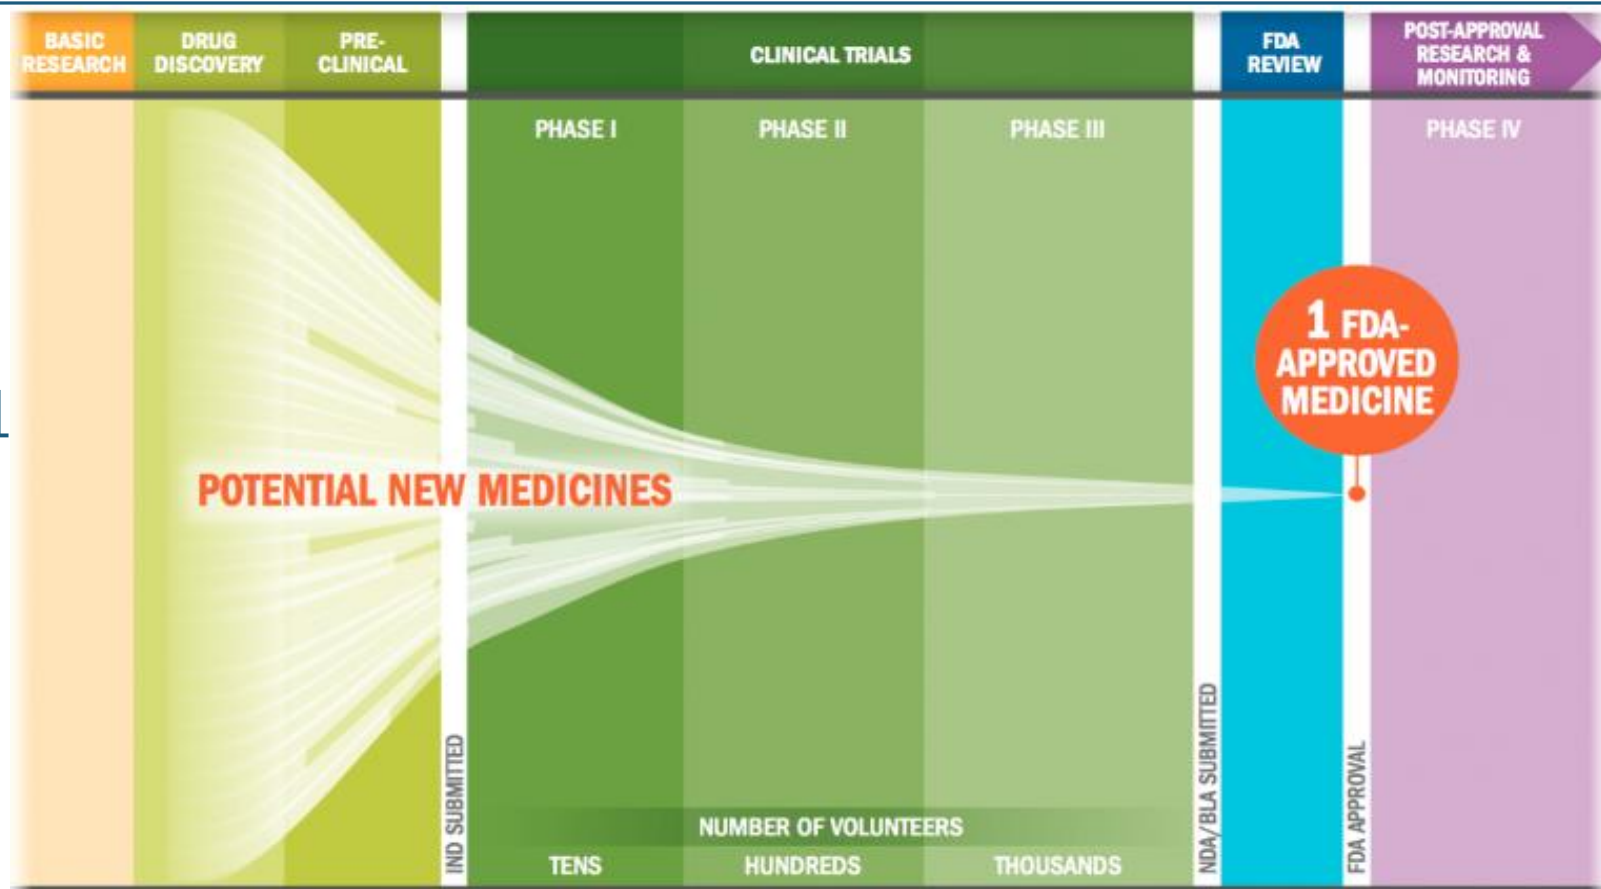 BASIC
RESEARCH
DRUG
DISCOVERY
PRE-
CLINICAL
CLINICAL TRIALS
FDA
REVIEW
POST-APPROVAL
RESEARCH &
MONITORING
PHASE I
PHASE II
PHASE III
PHASE IV
1 FDA-
APPROVED
MEDICINE
POTENTIAL NEW MEDICINES
IND SUBMITTED
NDA/BLA SUBMITTED
FDA APPROVAL
NUMBER OF VOLUNTEERS
TENS
HUNDREDS
THOUSANDS